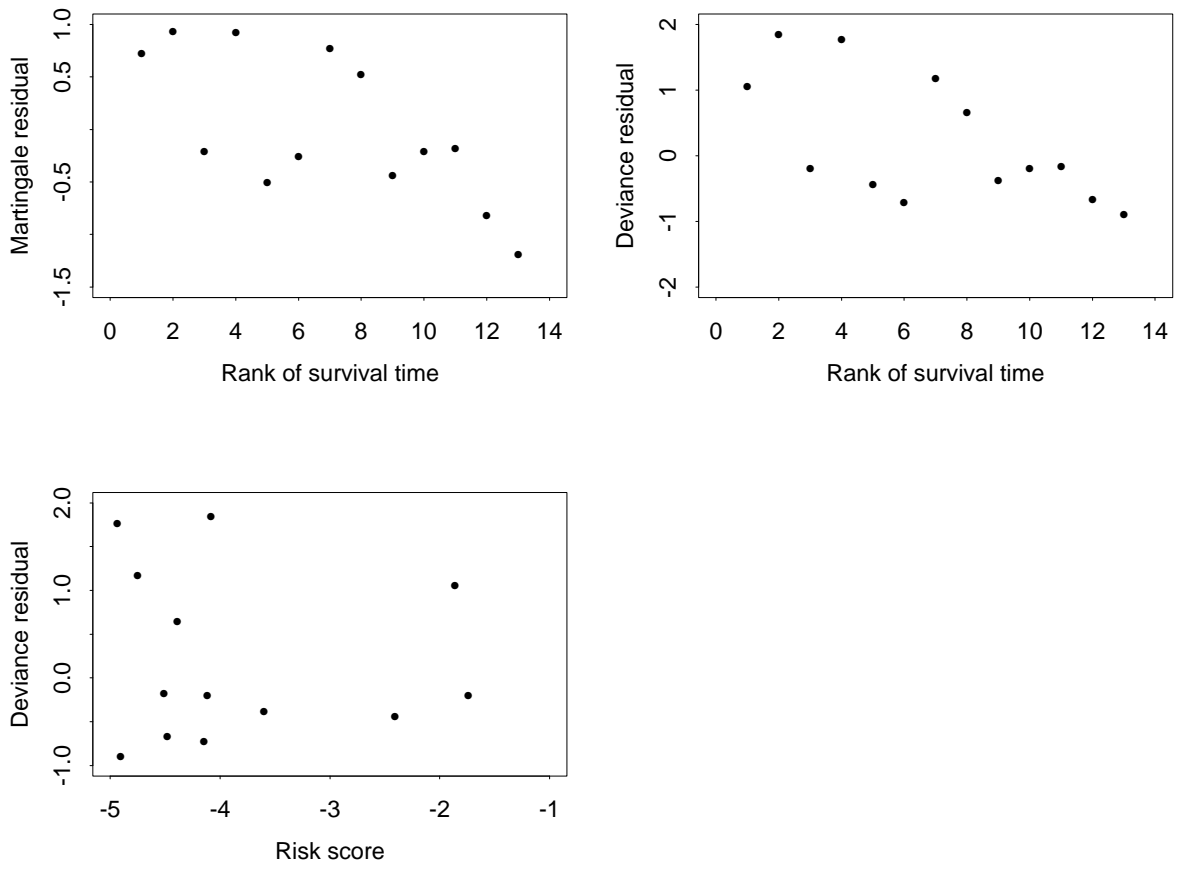 Martingale residual
1.0
0.5
-0.5
-1.5
0 2 4 6 8 10 12 14
Rank of survival time
Deviance residual
2
1
0
-1
-2
0 2 4 6 8 10 12 14
Rank of survival time
Deviance residual
2.0
1.0
0.0
-1.0
-5 -4 -3 -2 -1
Risk score